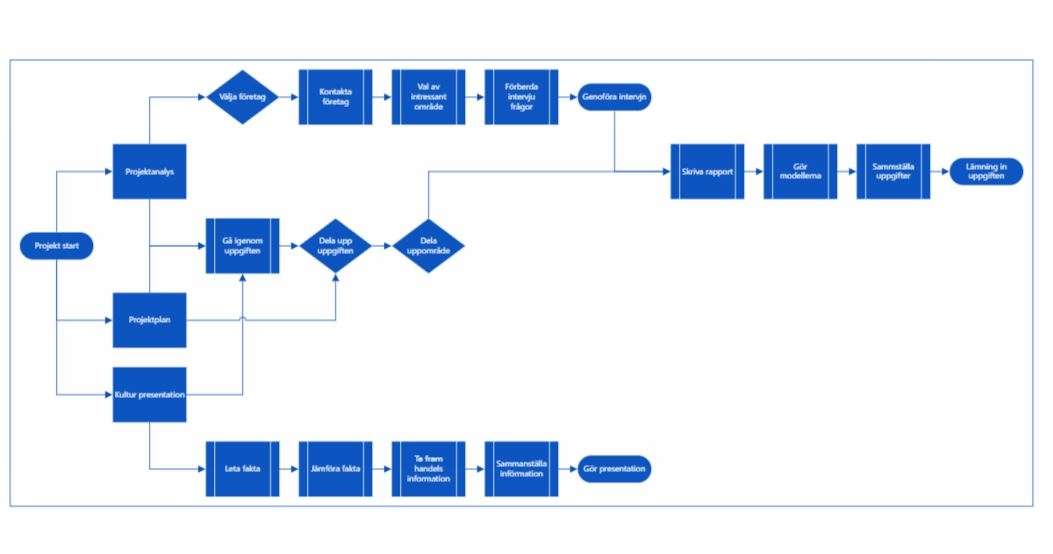 Välja företag
Kontakta
företag
Val av
intressant
område
Förberda
intervju
frågor
Genoföra intervjn
Projektanalys
Skriva rapport
Gör
modellerna
Sammställa
uppgifter
Lämning in
uppgiften
Projekt start
Gå igenom
uppgiften
Dela upp
uppgiften
Dela
uppområde
Projektplan
Kultur presentation
Leta fakta
Jämföra fakta
Ta fram
handels
information
Sammanställa
införmation
Gör presentation